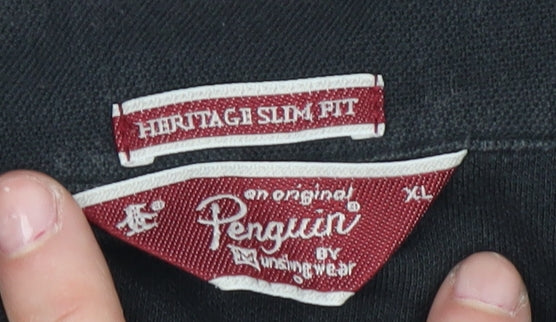 HERITAGE SLIM FIT
an original
XL
Penguin®
BY
Munsingwear